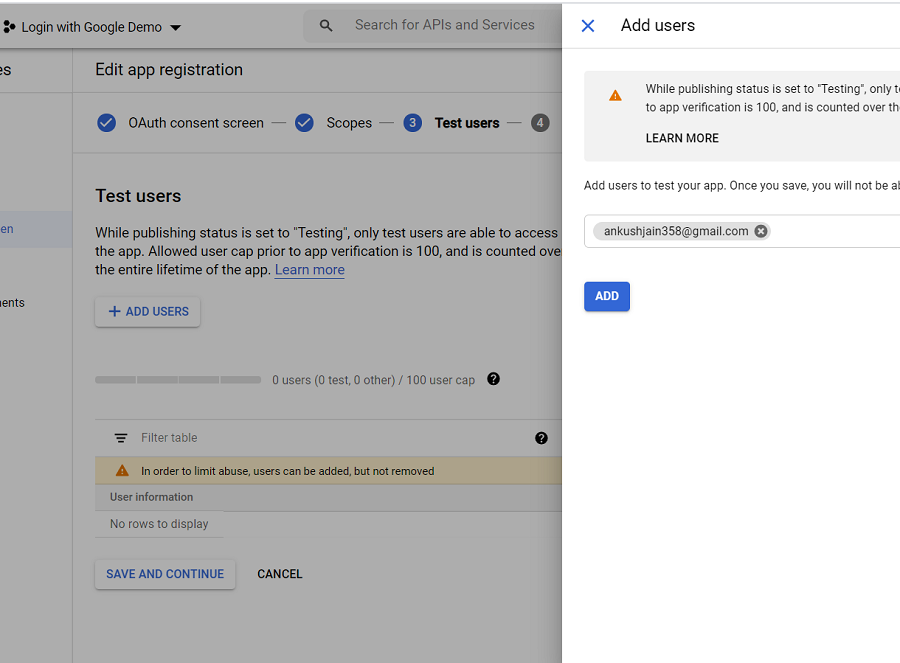 Login with Google Demo
Search for APIs and Services
es
Edit app registration
OAuth consent screen
Scopes
3
Test users
4
en
ents
Test users
While publishing status is set to "Testing", only test users are able to access
the app. Allowed user cap prior to app verification is 100, and is counted ove
the entire lifetime of the app. Learn more
+ ADD USERS
0 users (0 test, 0 other) / 100 user cap ?
Filter table ?
In order to limit abuse, users can be added, but not removed
User information
No rows to display
SAVE AND CONTINUE
CANCEL
Add users
While publishing status is set to "Testing", only t
to app verification is 100, and is counted over the
LEARN MORE
Add users to test your app. Once you save, you will not be ab
ankushjain358@gmail.com
ADD